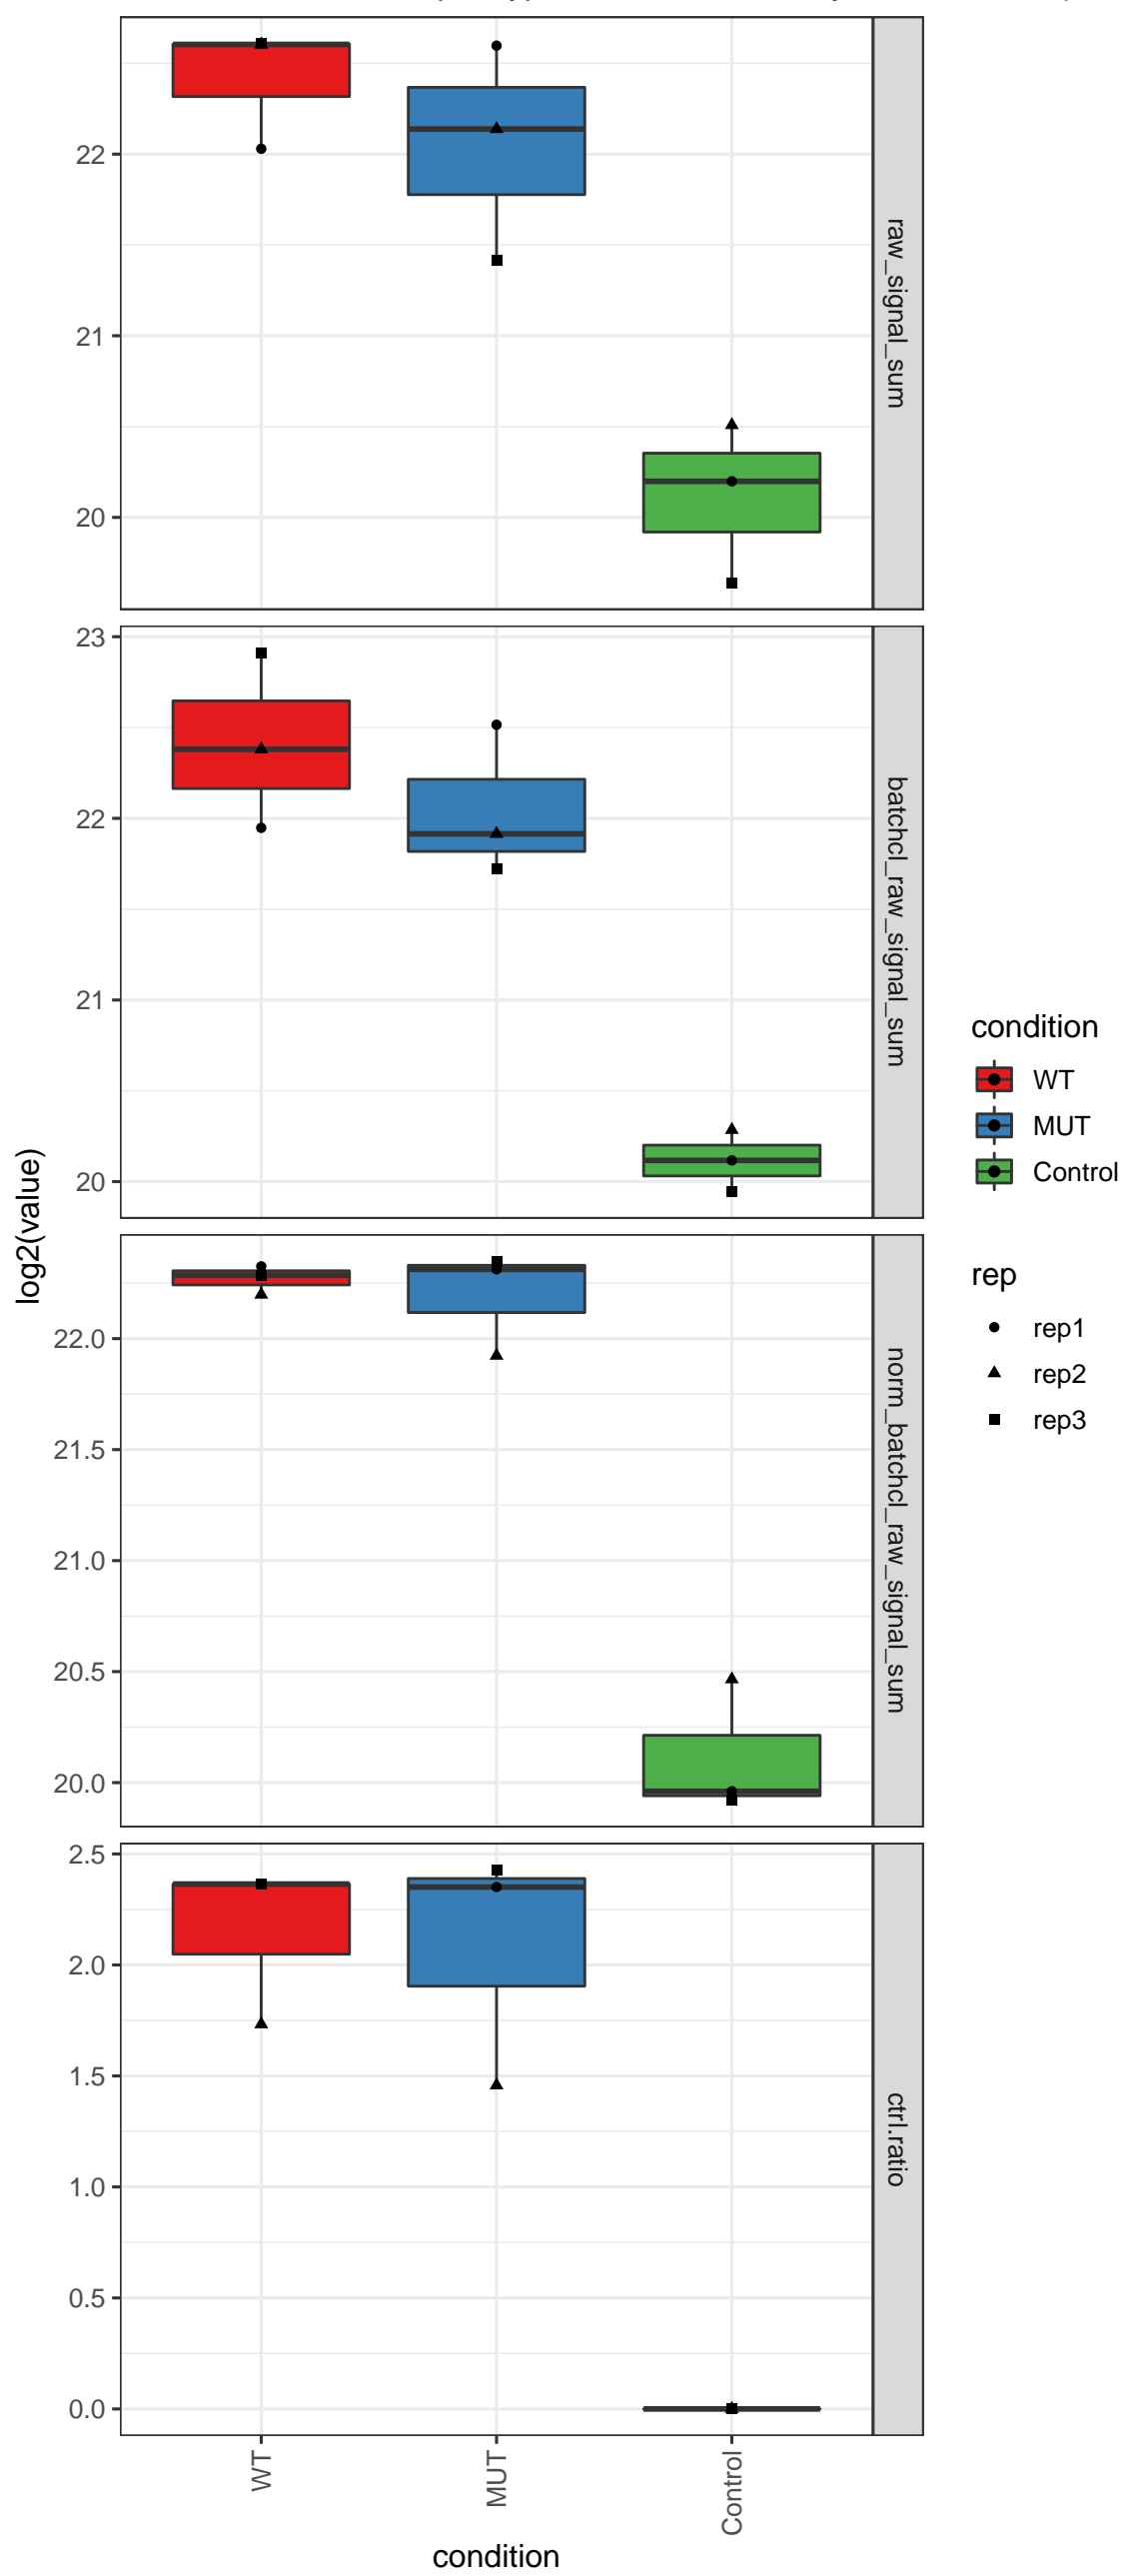 22
21
20
raw_signal_sum
23
22
21
20
batchcl_raw_signal_sum
22.0
21.5
21.0
20.5
20.0
norm_batchcl_raw_signal_sum
2.5
2.0
1.5
1.0
0.5
0.0
ctrl.ratio
log2(value)
WT
MUT
Control
condition
condition
WT
MUT
Control
rep
rep1
rep2
rep3